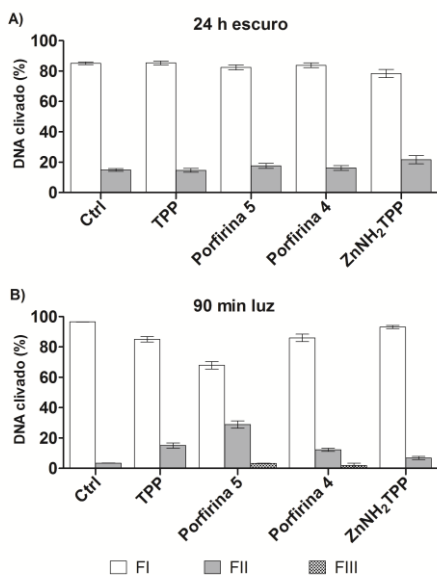 A)
24 h escuro
DNA clivado (%)
100
80
60
40
20
0
Ctrl
TPP
Porfirina 5
Porfirina 4
ZnNH₂TPP
B)
90 min luz
DNA clivado (%)
100
80
60
40
20
0
Ctrl
TPP
Porfirina 5
Porfirina 4
ZnNH₂TPP
FI
FII
FIII